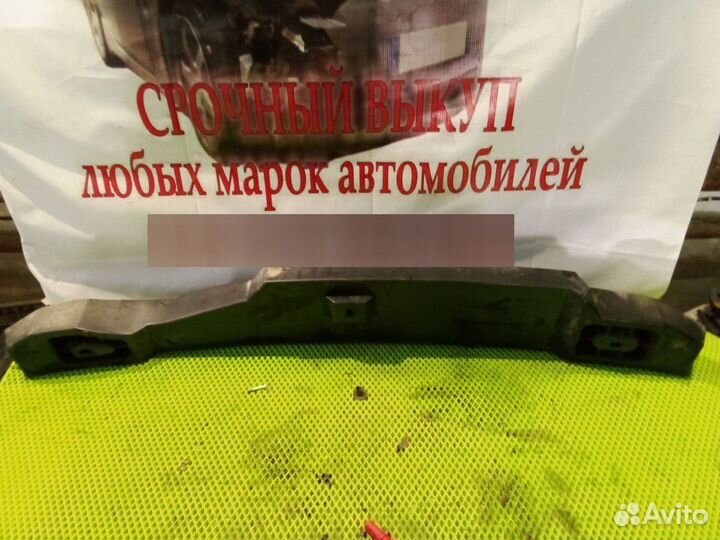 СРОЧНЫЙ ВЫКУП
любых марок автомобилей
Avito